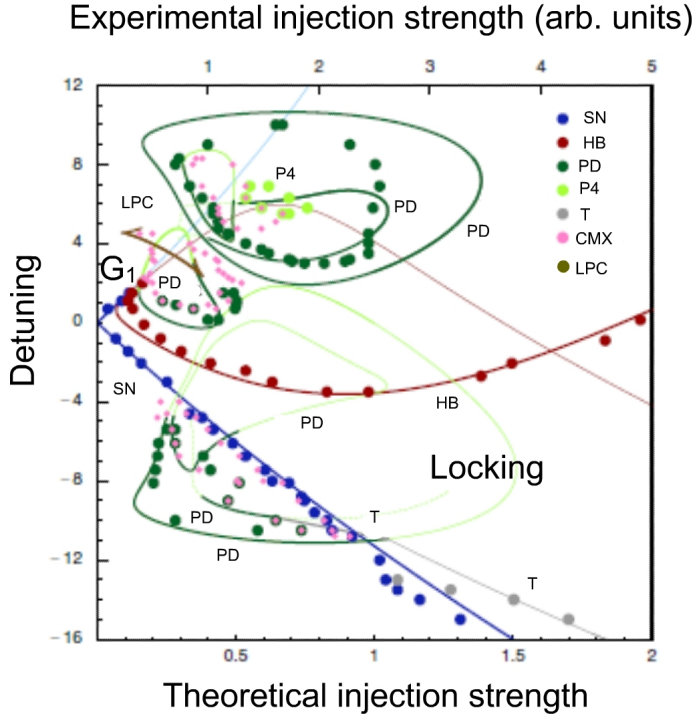 Experimental injection strength (arb. units)
1 2 3 4 5
12
SN
HB
8
PD
P4
P4
LPC
PD
T
PD
CMX
4
LPC
G1
PD
Detuning
0
SN
−4
HB
PD
Locking
−8
PD
T
PD
−12
T
−16
0.5 1 1.5 2
Theoretical injection strength